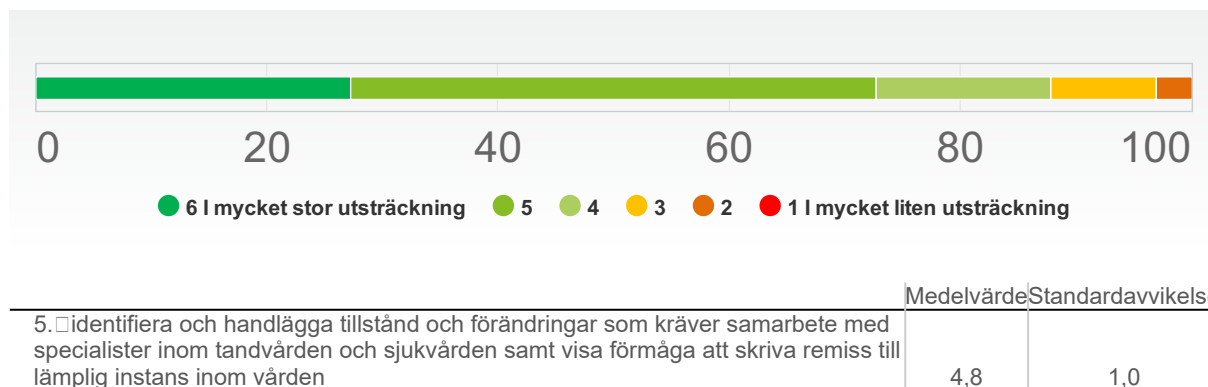 0 20 40 60 80 100
6 I mycket stor utsträckning 5 4 3 2 1 I mycket liten utsträckning
Medelvärde Standardavvikels
5.□identifiera och handlägga tillstånd och förändringar som kräver samarbete med
specialister inom tandvården och sjukvården samt visa förmåga att skriva remiss till
lämplig instans inom vården 4,8 1,0